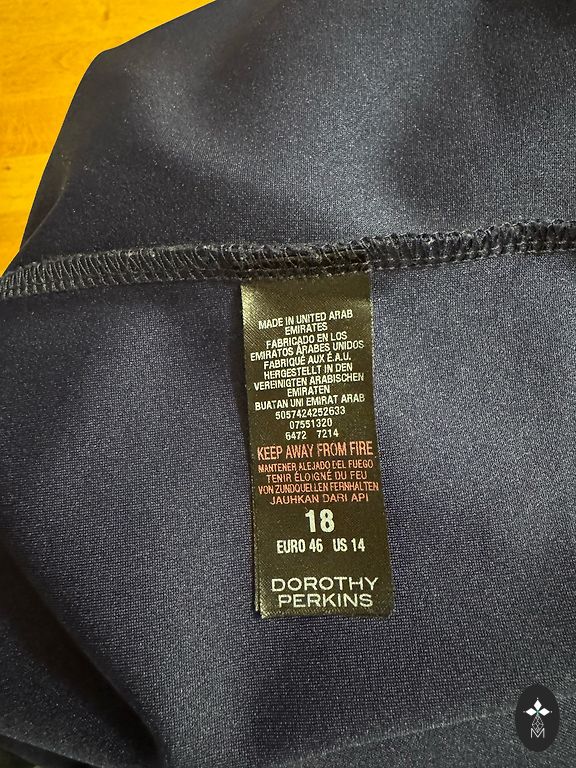 MADE IN UNITED ARAB
EMIRATES
FABRICADO EN LOS
EMIRATOS ÁRABES UNIDOS
FABRIQUÉ AUX É.A.U.
HERGESTELLT IN DEN
VEREINIGTEN ARABISCHEN
EMIRATEN
BUATAN UNI EMIRAT ARAB
5057424252633
07551320
6472 7214
KEEP AWAY FROM FIRE
MANTENER ALEJADO DEL FUEGO
TENIR ÉLOIGNÉ DU FEU
VON ZUNDQUELLEN FERNHALTEN
JAUHKAN DARI API
18
EURO 46 US 14
DOROTHY
PERKINS